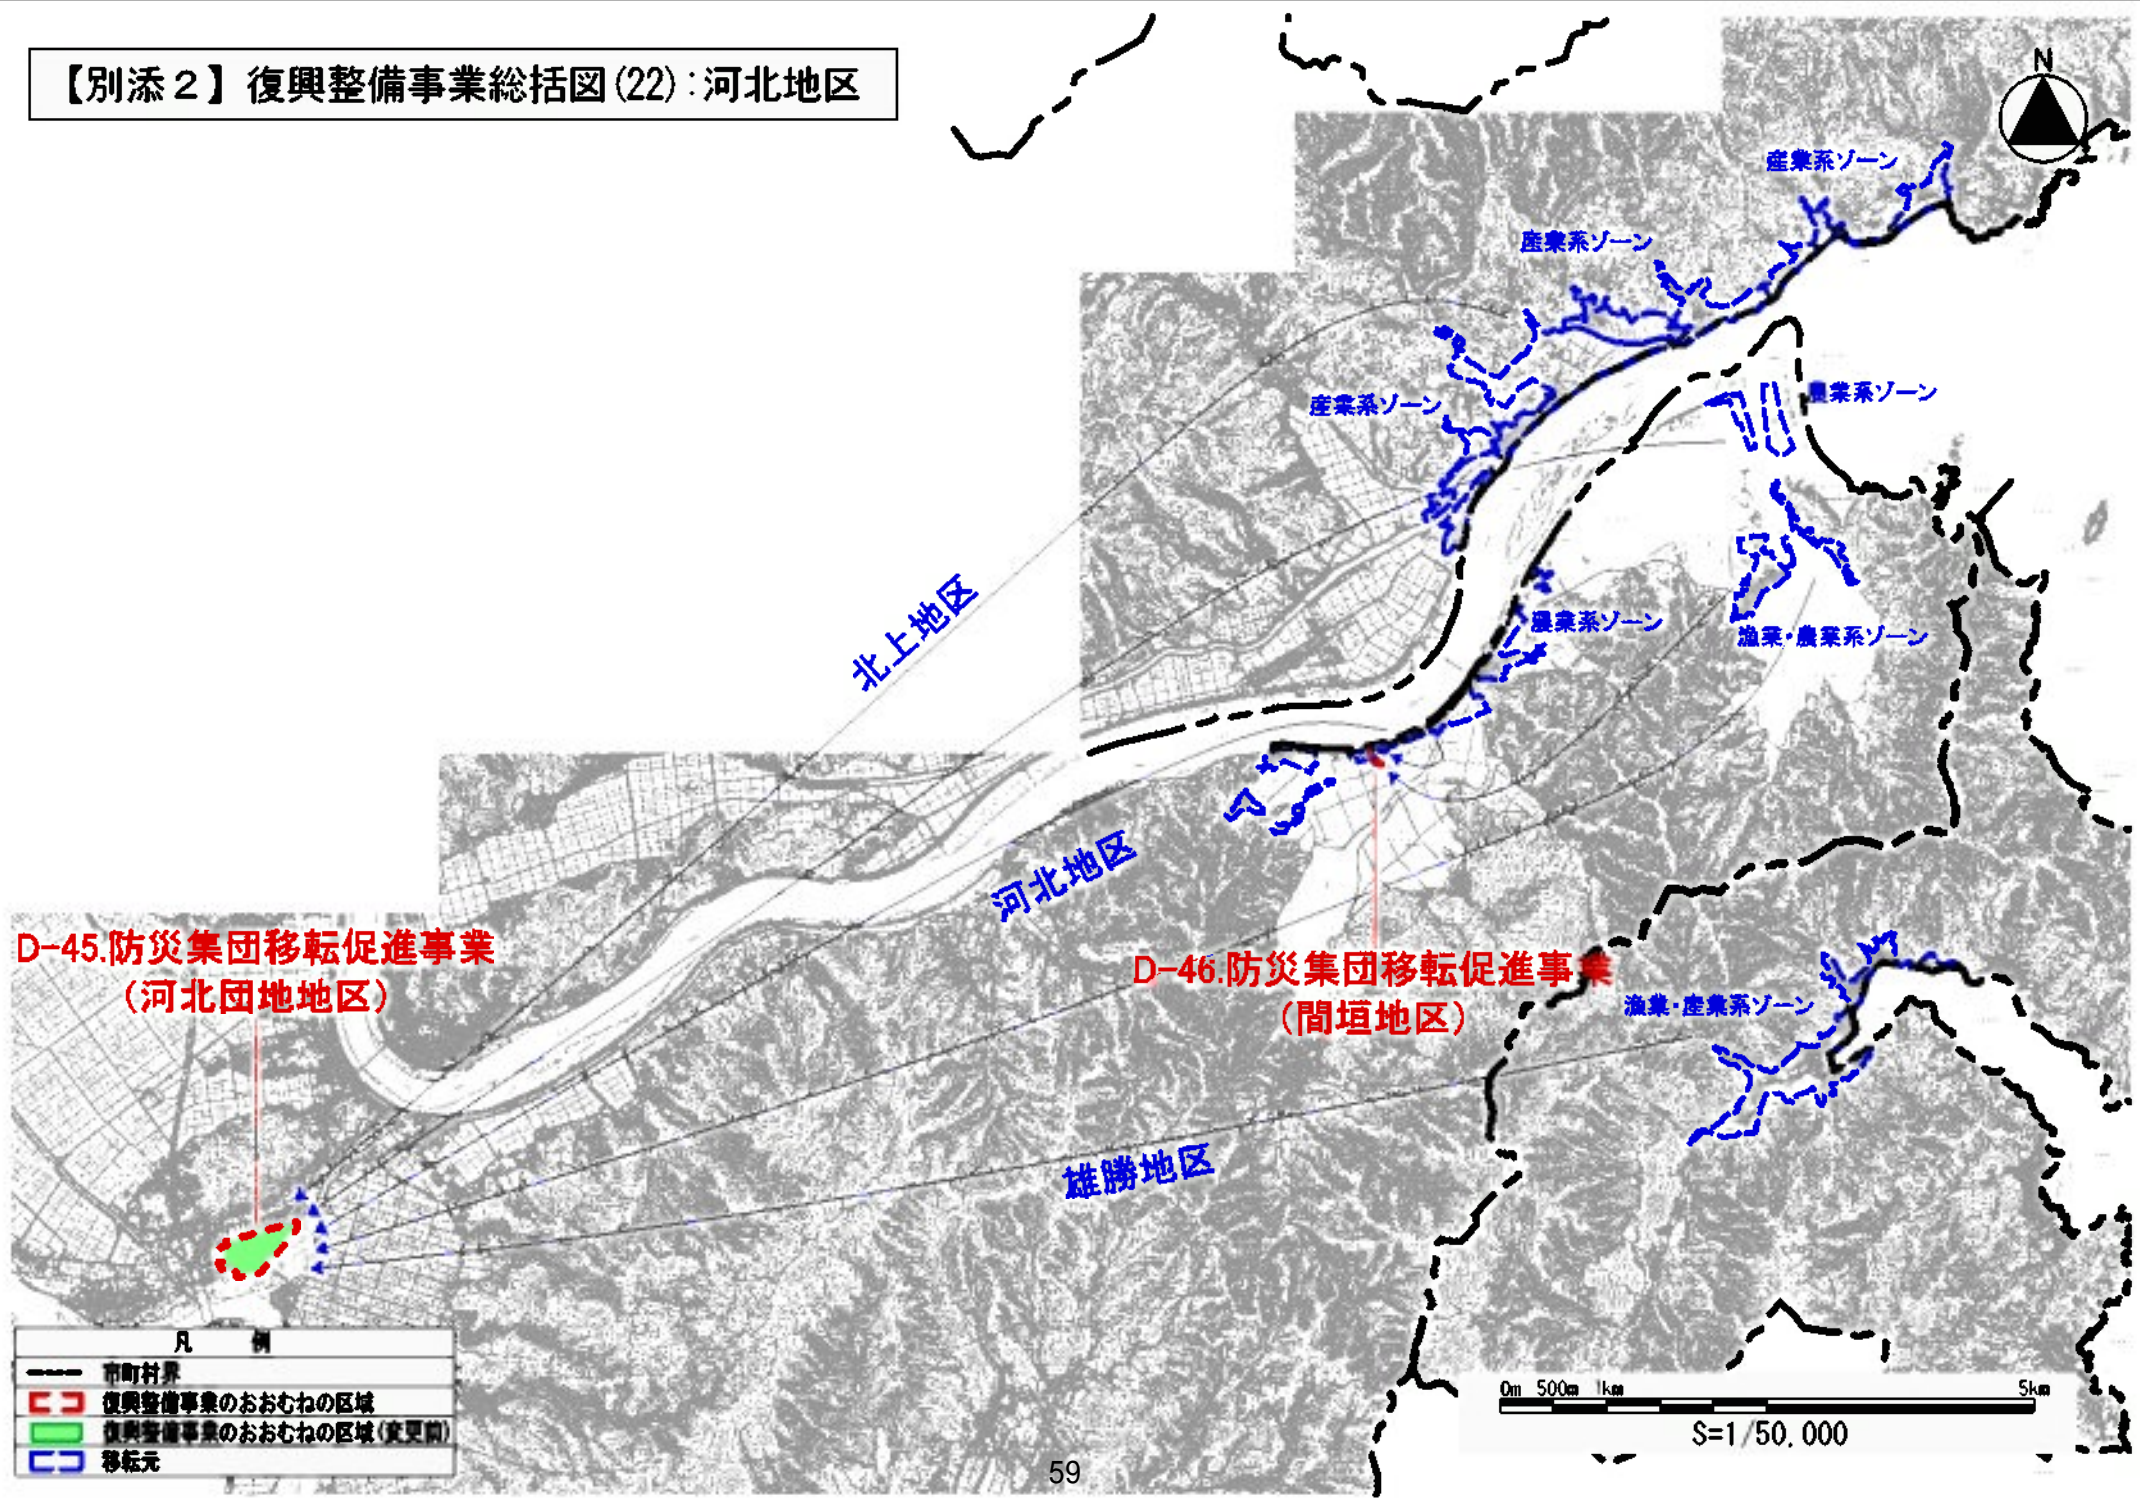 【別添２】復興整備事業総括図(22):河北地区
N
産業系ゾーン
産業系ゾーン
産業系ゾーン
農業系ゾーン
農業系ゾーン
漁業・農業系ゾーン
北上地区
河北地区
D-45.防災集団移転促進事業
(河北団地地区)
D-46.防災集団移転促進事業
(間垣地区)
漁業・産業系ゾーン
雄勝地区
凡 例
市町村界
復興整備事業のおおむねの区域
復興整備事業のおおむねの区域(変更前)
移転元
0m 500m 1km 5km
S=1/50,000
59